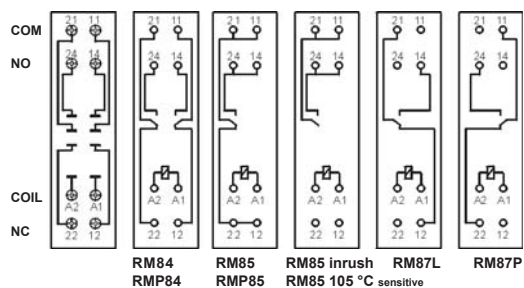 COM 21 11 21 11 21 11 21 11 21 11 21 11
NO 24 14 24 14 24 14 24 14 24 14 24 14
COIL A2 A1 A2 A1 A2 A1 A2 A1 A2 A1 A2 A1
NC 22 12 22 12 22 12 22 12 22 12 22 12
RM84 RM85 RM85 inrush RM87L RM87P
RMP84 RMP85 RM85 105 °C sensitive